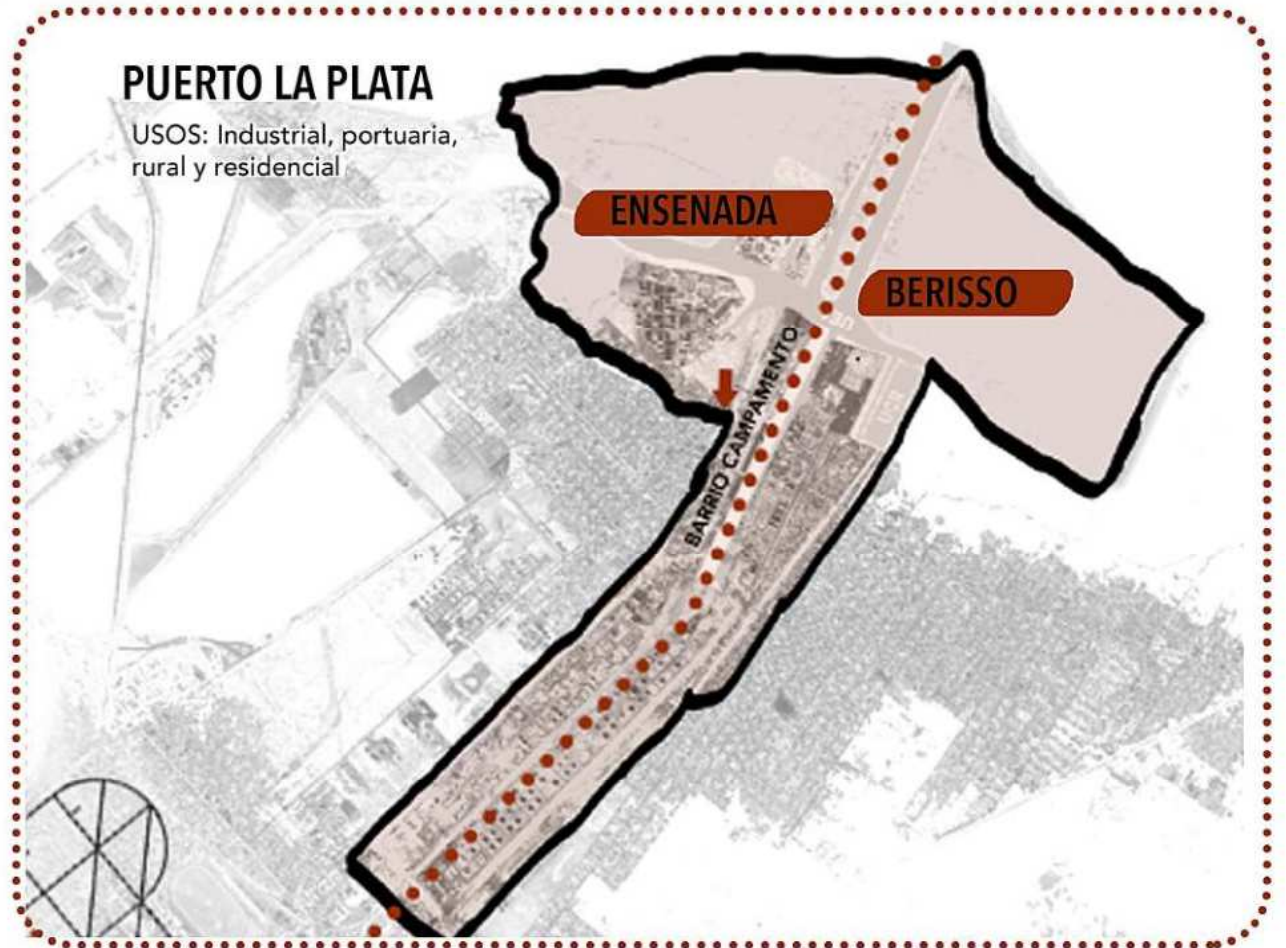 PUERTO LA PLATA
USOS: Industrial, portuaria,
rural y residencial
ENSENADA
BERISSO
BARRIO CAMPAMENTO